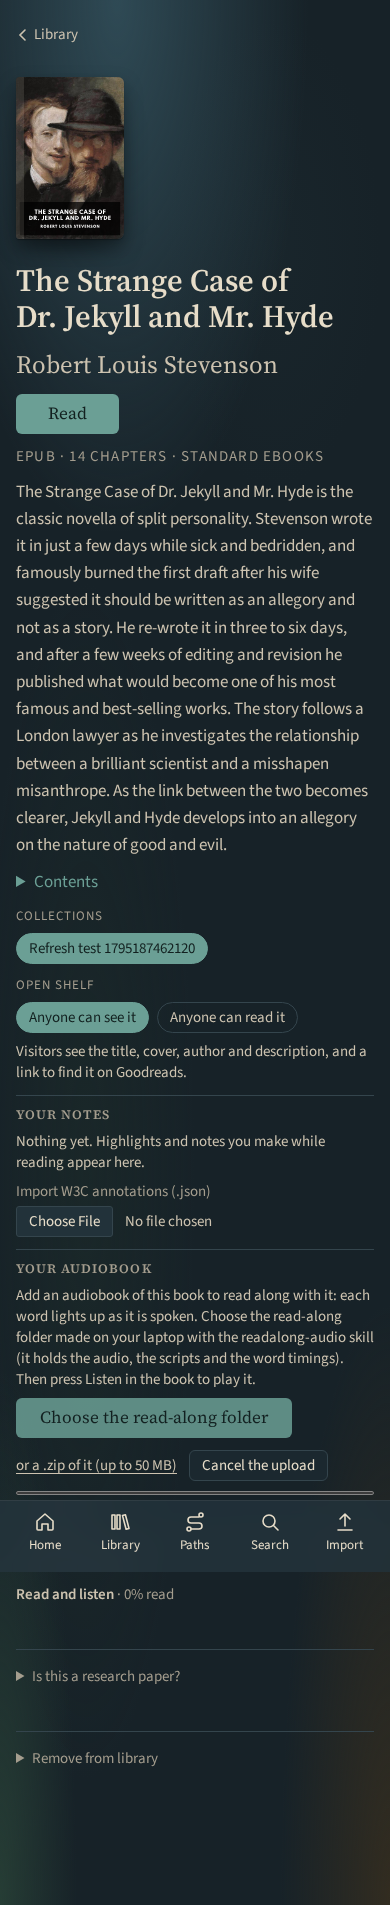 Library
THE STRANGE CASE OF
DR. JEKYLL AND MR. HYDE
ROBERT LOUIS STEVENSON
The Strange Case of
Dr. Jekyll and Mr. Hyde
Robert Louis Stevenson
Read
EPUB · 14 CHAPTERS · STANDARD EBOOKS
The Strange Case of Dr. Jekyll and Mr. Hyde is the
classic novella of split personality. Stevenson wrote
it in just a few days while sick and bedridden, and
famously burned the first draft after his wife
suggested it should be written as an allegory and
not as a story. He re-wrote it in three to six days,
and after a few weeks of editing and revision he
published what would become one of his most
famous and best-selling works. The story follows a
London lawyer as he investigates the relationship
between a brilliant scientist and a misshapen
misanthrope. As the link between the two becomes
clearer, Jekyll and Hyde develops into an allegory
on the nature of good and evil.
Contents
COLLECTIONS
Refresh test 1795187462120
OPEN SHELF
Anyone can see it Anyone can read it
Visitors see the title, cover, author and description, and a
link to find it on Goodreads.
YOUR NOTES
Nothing yet. Highlights and notes you make while
reading appear here.
Import W3C annotations (.json)
Choose File No file chosen
YOUR AUDIOBOOK
Add an audiobook of this book to read along with it: each
word lights up as it is spoken. Choose the read-along
folder made on your laptop with the readalong-audio skill
(it holds the audio, the scripts and the word timings).
Then press Listen in the book to play it.
Choose the read-along folder
or a .zip of it (up to 50 MB) Cancel the upload
Home Library Paths Search Import
Read and listen · 0% read
Is this a research paper?
Remove from library